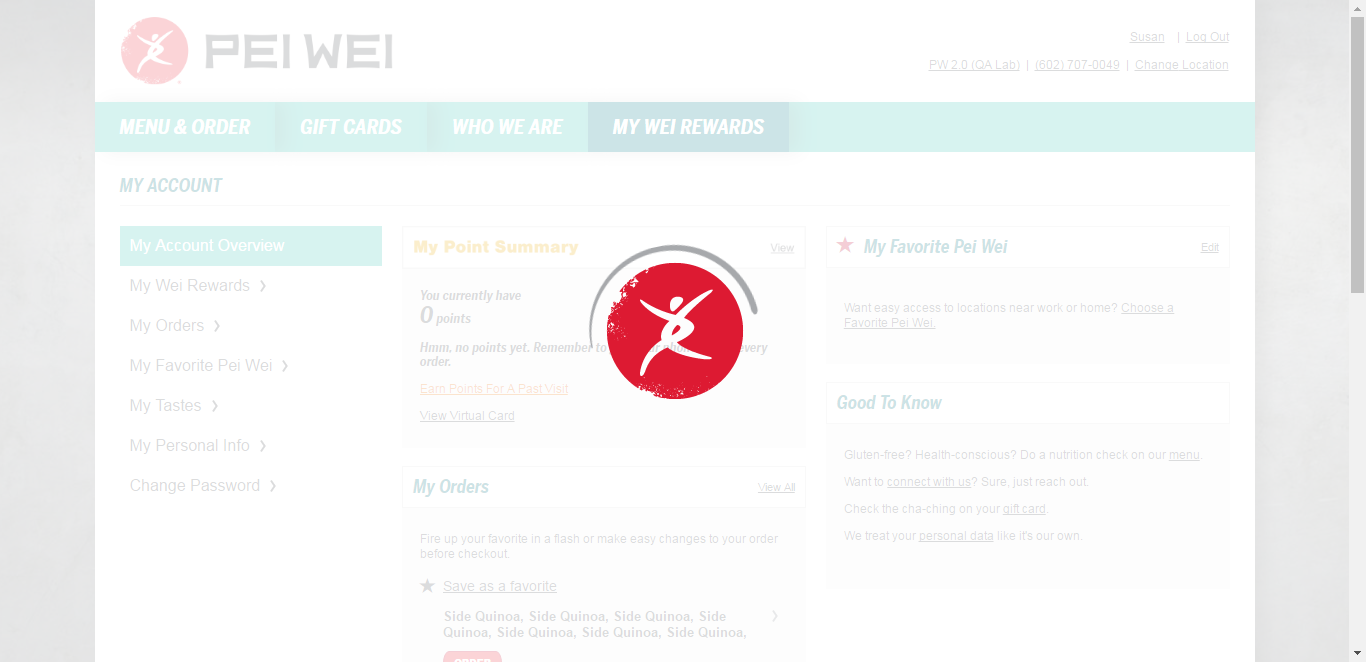 PEI WEI
Susan | Log Out
PW 2.0 (QA Lab) | (602) 707-0049 | Change Location
MENU & ORDER
GIFT CARDS
WHO WE ARE
MY WEI REWARDS
MY ACCOUNT
My Account Overview
My Wei Rewards
My Orders
My Favorite Pei Wei
My Tastes
My Personal Info
Change Password
My Point Summary
View
You currently have
0 points
Hmm, no points yet. Remember to every
order.
Earn Points For A Past Visit
View Virtual Card
My Orders
View All
Fire up your favorite in a flash or make easy changes to your order
before checkout.
Save as a favorite
Side Quinoa, Side Quinoa, Side Quinoa, Side
Quinoa, Side Quinoa, Side Quinoa, Side Quinoa,
ORDER
My Favorite Pei Wei
Edit
Want easy access to locations near work or home? Choose a
Favorite Pei Wei.
Good To Know
Gluten-free? Health-conscious? Do a nutrition check on our menu.
Want to connect with us? Sure, just reach out.
Check the cha-ching on your gift card.
We treat your personal data like it's our own.